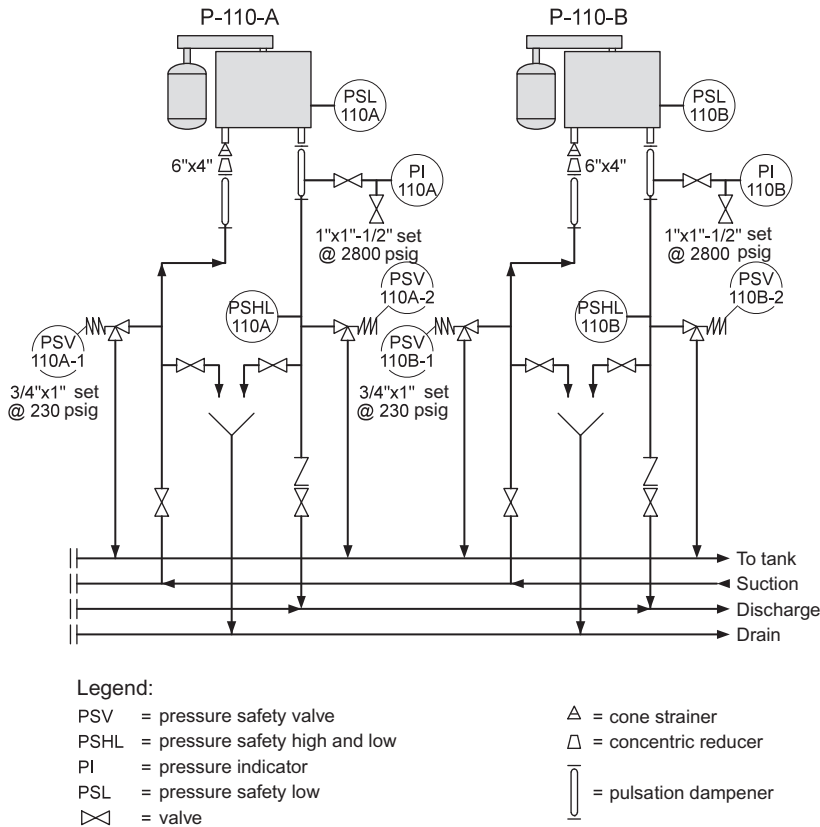 P-110-A
P-110-B
PSL
110A
PSL
110B
6"x4"
PI
110A
6"x4"
PI
110B
1"x1"-1/2" set
@ 2800 psig
1"x1"-1/2" set
@ 2800 psig
PSV
110A-2
PSV
110B-2
PSHL
110A
PSHL
110B
PSV
110A-1
PSV
110B-1
3/4"x1" set
@ 230 psig
3/4"x1" set
@ 230 psig
To tank
Suction
Discharge
Drain
Legend:
PSV = pressure safety valve
PSHL = pressure safety high and low
PI = pressure indicator
PSL = pressure safety low
= valve
= cone strainer
= concentric reducer
= pulsation dampener